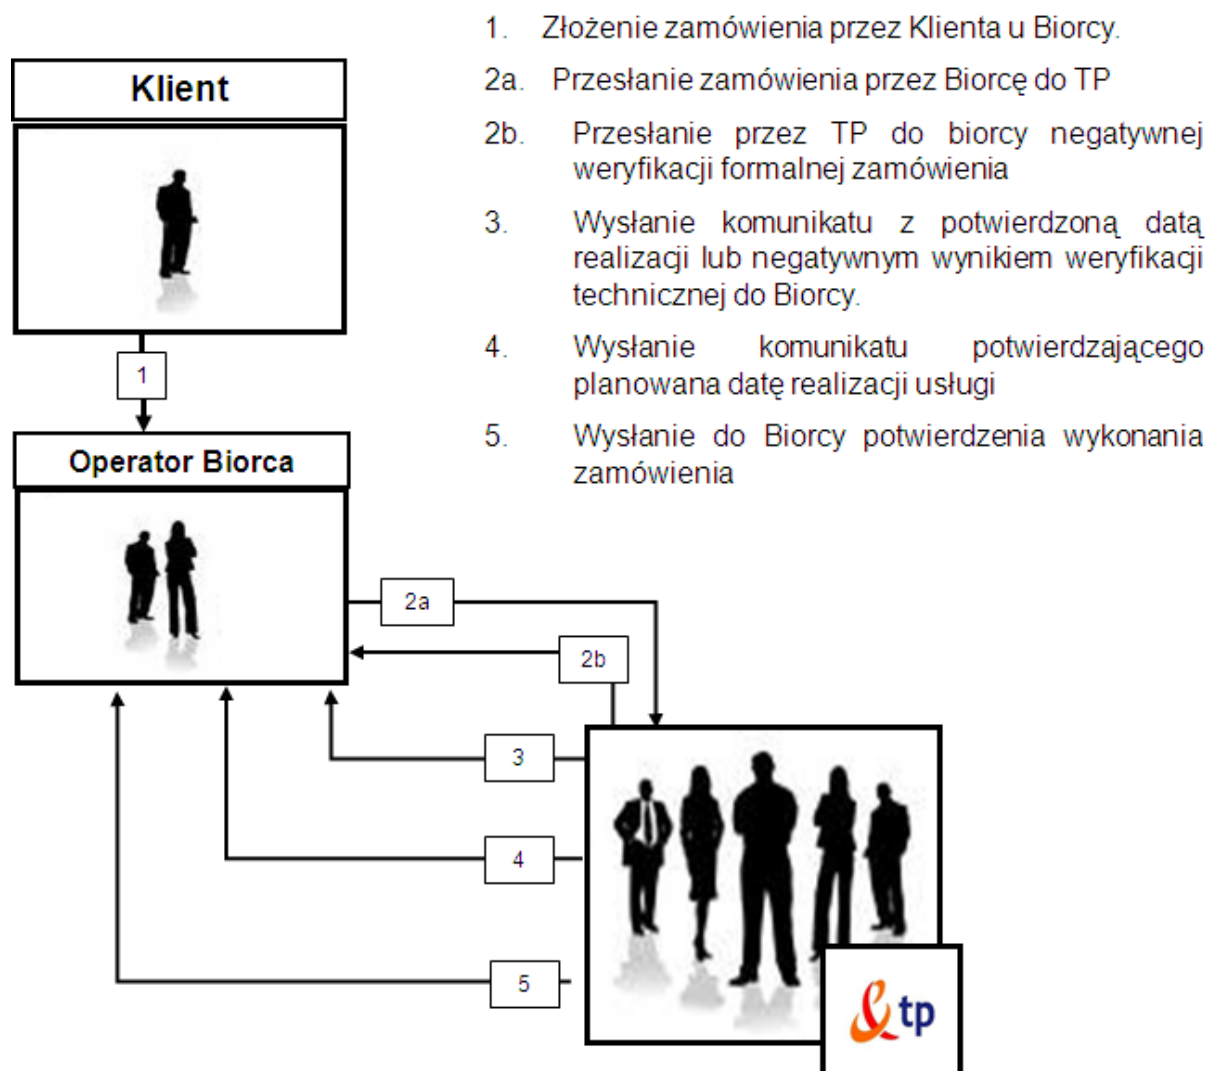 1. Złożenie zamówienia przez Klienta u Biorcy.
2a. Przesłanie zamówienia przez Biorcę do TP
2b. Przesłanie przez TP do biorcy negatywnej
weryfikacji formalnej zamówienia
3. Wysłanie komunikatu z potwierdzoną datą
realizacji lub negatywnym wynikiem weryfikacji
technicznej do Biorcy.
4. Wysłanie komunikatu potwierdzającego
planowana datę realizacji usługi
5. Wysłanie do Biorcy potwierdzenia wykonania
zamówienia
Klient
1
Operator Biorca
2a
2b
3
4
5
tp